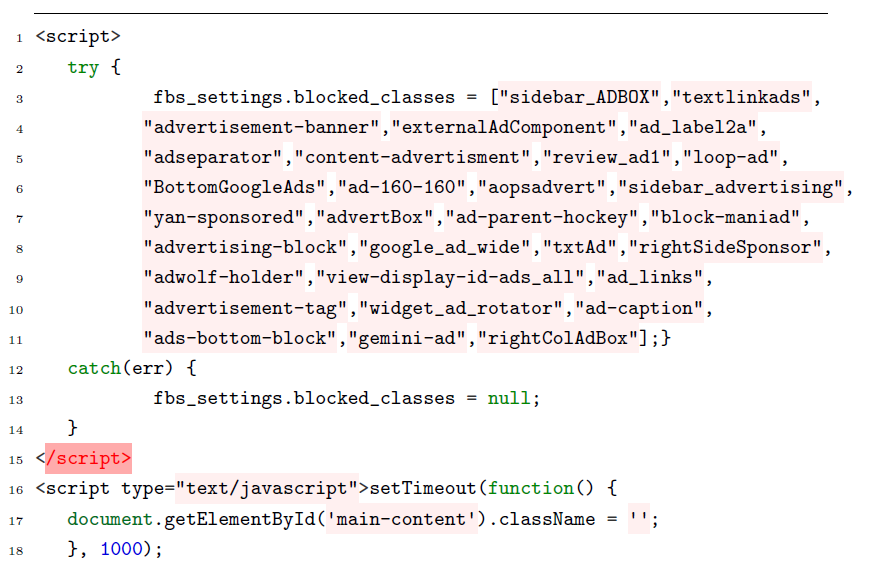 1 <script>
2 try {
3 fbs_settings.blocked_classes = ["sidebar_ADBOX","textlinkads",
4 "advertisement-banner","externalAdComponent","ad_label2a",
5 "adseparator","content-advertisment","review_ad1","loop-ad",
6 "BottomGoogleAds","ad-160-160","aopsadvert","sidebar_advertising",
7 "yan-sponsored","advertBox","ad-parent-hockey","block-maniad",
8 "advertising-block","google_ad_wide","txtAd","rightSideSponsor",
9 "adwolf-holder","view-display-id-ads_all","ad_links",
10 "advertisement-tag","widget_ad_rotator","ad-caption",
11 "ads-bottom-block","gemini-ad","rightColAdBox"];}
12 catch(err) {
13 fbs_settings.blocked_classes = null;
14 }
15 </script>
16 <script type="text/javascript">setTimeout(function() {
17 document.getElementById('main-content').className = '';
18 }, 1000);